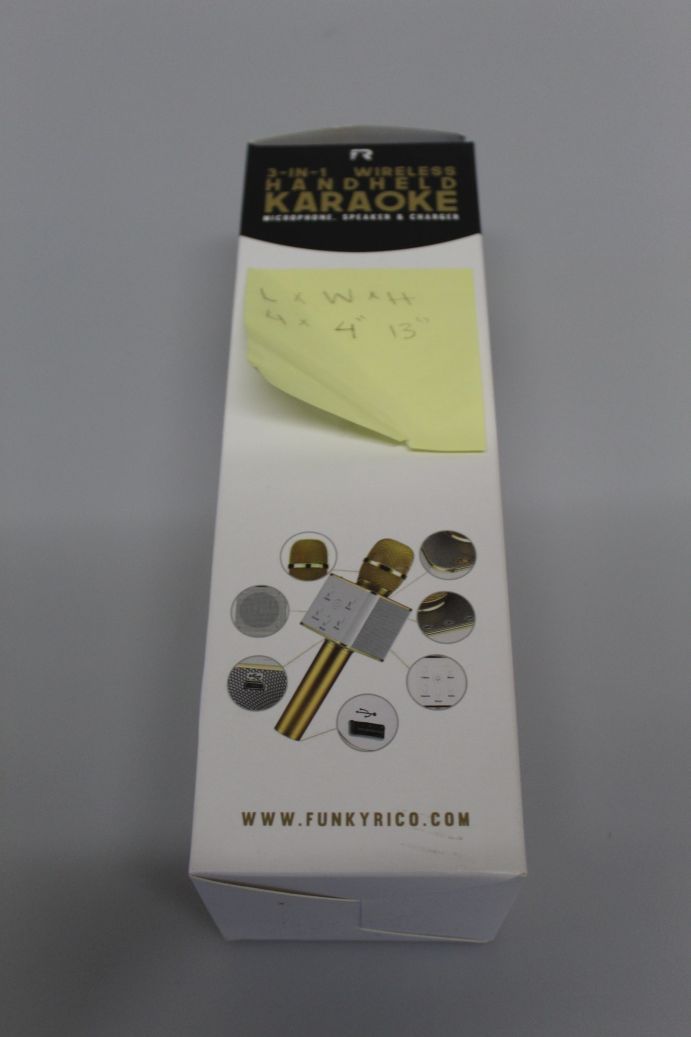 3-IN-1 WIRELESS
HANDHELD
KARAOKE
MICROPHONE, SPEAKER & CHARGER
L x W x H
4 x 4" 13"
WWW.FUNKYRICO.COM